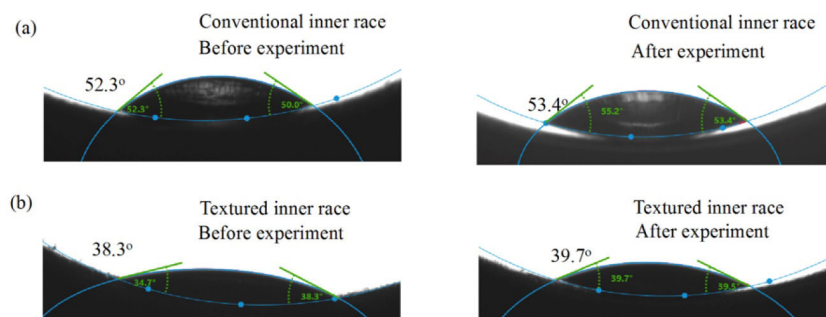 (a)
Conventional inner race
Before experiment
52.3°
52.3°
50.0°
Conventional inner race
After experiment
53.4°
55.2°
53.4°
(b)
Textured inner race
Before experiment
38.3°
34.7°
38.3°
Textured inner race
After experiment
39.7°
39.7°
39.5°